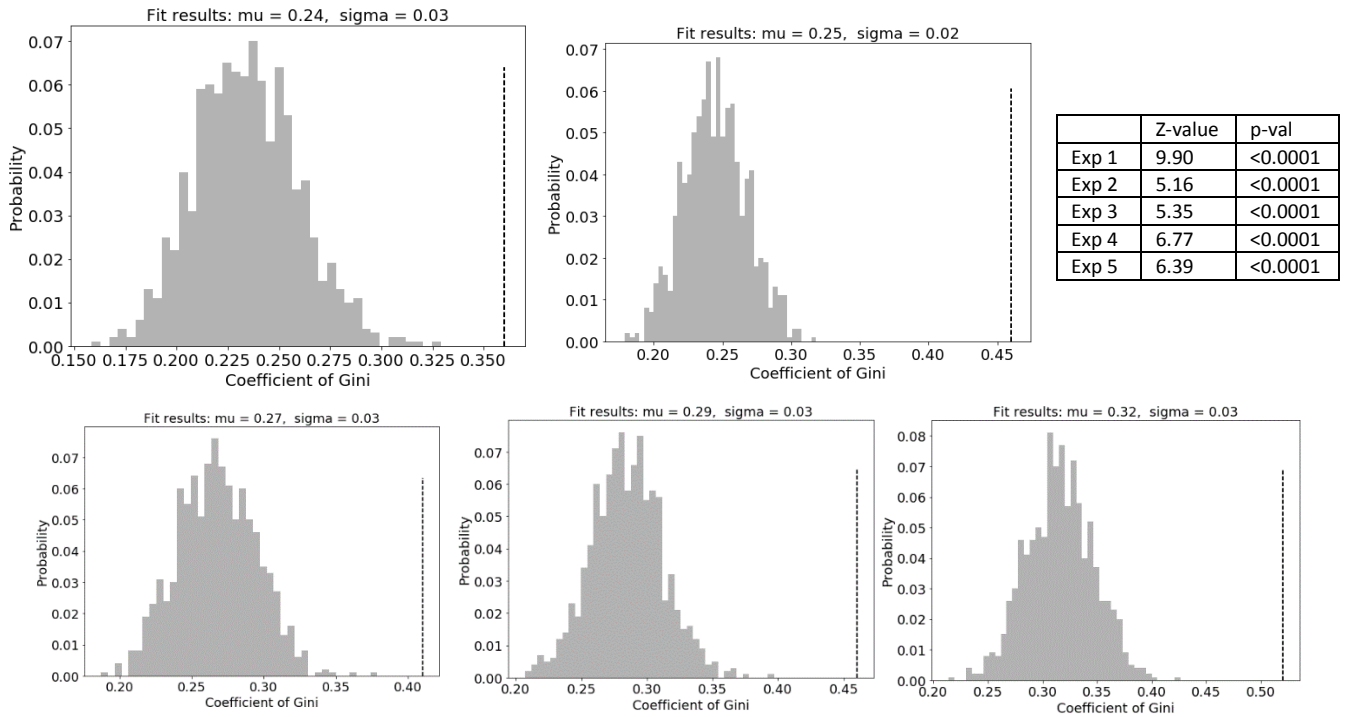 Fit results: mu = 0.24,  sigma = 0.03
0.07
0.06
0.05
0.04
0.03
0.02
0.01
0.00
Probability
0.150 0.175 0.200 0.225 0.250 0.275 0.300 0.325 0.350
Coefficient of Gini
Fit results: mu = 0.25,  sigma = 0.02
0.07
0.06
0.05
0.04
0.03
0.02
0.01
0.00
Probability
0.20 0.25 0.30 0.35 0.40 0.45
Coefficient of Gini
Z-value p-val
Exp 1 9.90 <0.0001
Exp 2 5.16 <0.0001
Exp 3 5.35 <0.0001
Exp 4 6.77 <0.0001
Exp 5 6.39 <0.0001
Fit results: mu = 0.27,  sigma = 0.03
0.07
0.06
0.05
0.04
0.03
0.02
0.01
0.00
Probability
0.20 0.25 0.30 0.35 0.40
Coefficient of Gini
Fit results: mu = 0.29,  sigma = 0.03
0.07
0.06
0.05
0.04
0.03
0.02
0.01
0.00
Probability
0.20 0.25 0.30 0.35 0.40 0.45
Coefficient of Gini
Fit results: mu = 0.32,  sigma = 0.03
0.08
0.07
0.06
0.05
0.04
0.03
0.02
0.01
0.00
Probability
0.20 0.25 0.30 0.35 0.40 0.45 0.50
Coefficient of Gini